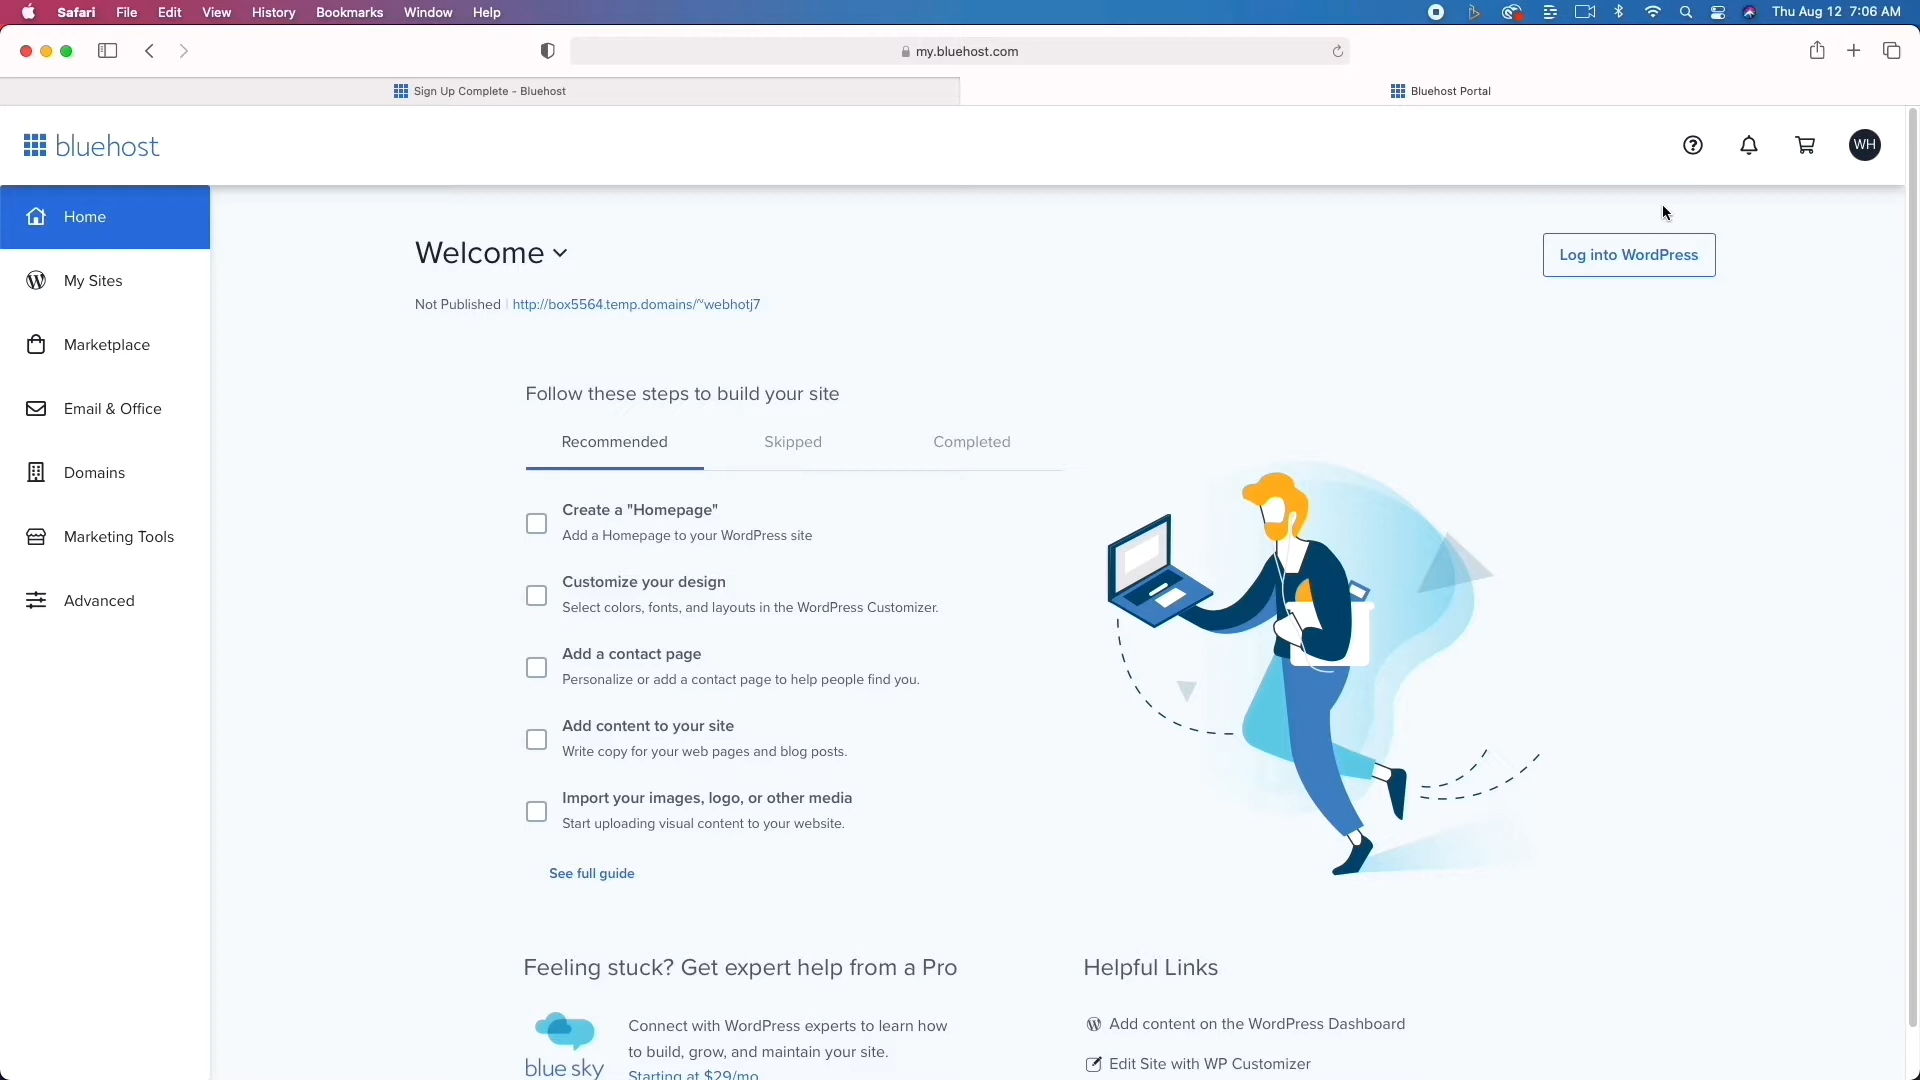 Safari File Edit View History Bookmarks Window Help
Thu Aug 12 7:06 AM
my.bluehost.com
Sign Up Complete - Bluehost
Bluehost Portal
bluehost
WH
Home
My Sites
Marketplace
Email & Office
Domains
Marketing Tools
Advanced
Welcome
Log into WordPress
Not Published | http://box5564.temp.domains/~webhotj7
Follow these steps to build your site
Recommended Skipped Completed
Create a "Homepage"
Add a Homepage to your WordPress site
Customize your design
Select colors, fonts, and layouts in the WordPress Customizer.
Add a contact page
Personalize or add a contact page to help people find you.
Add content to your site
Write copy for your web pages and blog posts.
Import your images, logo, or other media
Start uploading visual content to your website.
See full guide
Feeling stuck? Get expert help from a Pro
blue sky
Connect with WordPress experts to learn how
to build, grow, and maintain your site.
Starting at $29/mo
Helpful Links
Add content on the WordPress Dashboard
Edit Site with WP Customizer